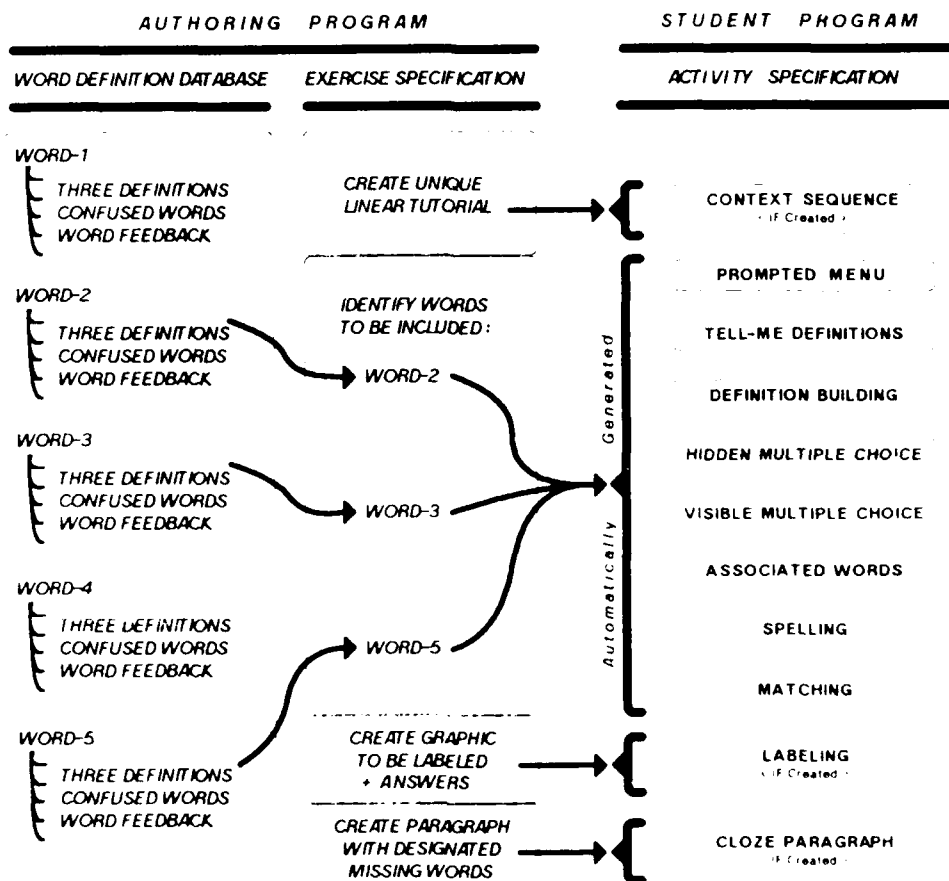 AUTHORING PROGRAM
WORD DEFINITION DATABASE
EXERCISE SPECIFICATION
STUDENT PHOGRAM
ACTIVITY SPECIFICATION
WORD-1
THREE DEFINITIONS
CONFUSED WORDS
WORD FEEDBACK
WORD-2
THREE DEFINITIONS
CONFUSED WORDS
WORD FEEDBACK
WORD-3
THREE DEFINITIONS
CONFUSED WORDS
WORD FEEDBACK
WORD-4
THREE DEFINITIONS
CONFUSED WORDS
WORD FEEDBACK
WORD-5
THREE DEFINITIONS
CONFUSED WORDS
WORD FEEDBACK
CREATE UNIQUE
LINEAR TUTORIAL
IDENTIFY WORDS
TO BE INCLUDED:
WORD-2
WORD-3
WORD-5
CREATE GRAPHIC
TO BE LABELED
+ ANSWERS
CREATE PARAGRAPH
WITH DESIGNATED
MISSING WORDS
Automatically Generated
CONTEXT SEQUENCE
IF Created
PROMPTED MENU
TELL-ME DEFINITIONS
DEFINITION BUILDING
HIDDEN MULTIPLE CHOICE
VISIBLE MULTIPLE CHOICE
ASSOCIATED WORDS
SPELLING
MATCHING
LABELING
IF Created
CLOZE PARAGRAPH
IF Created